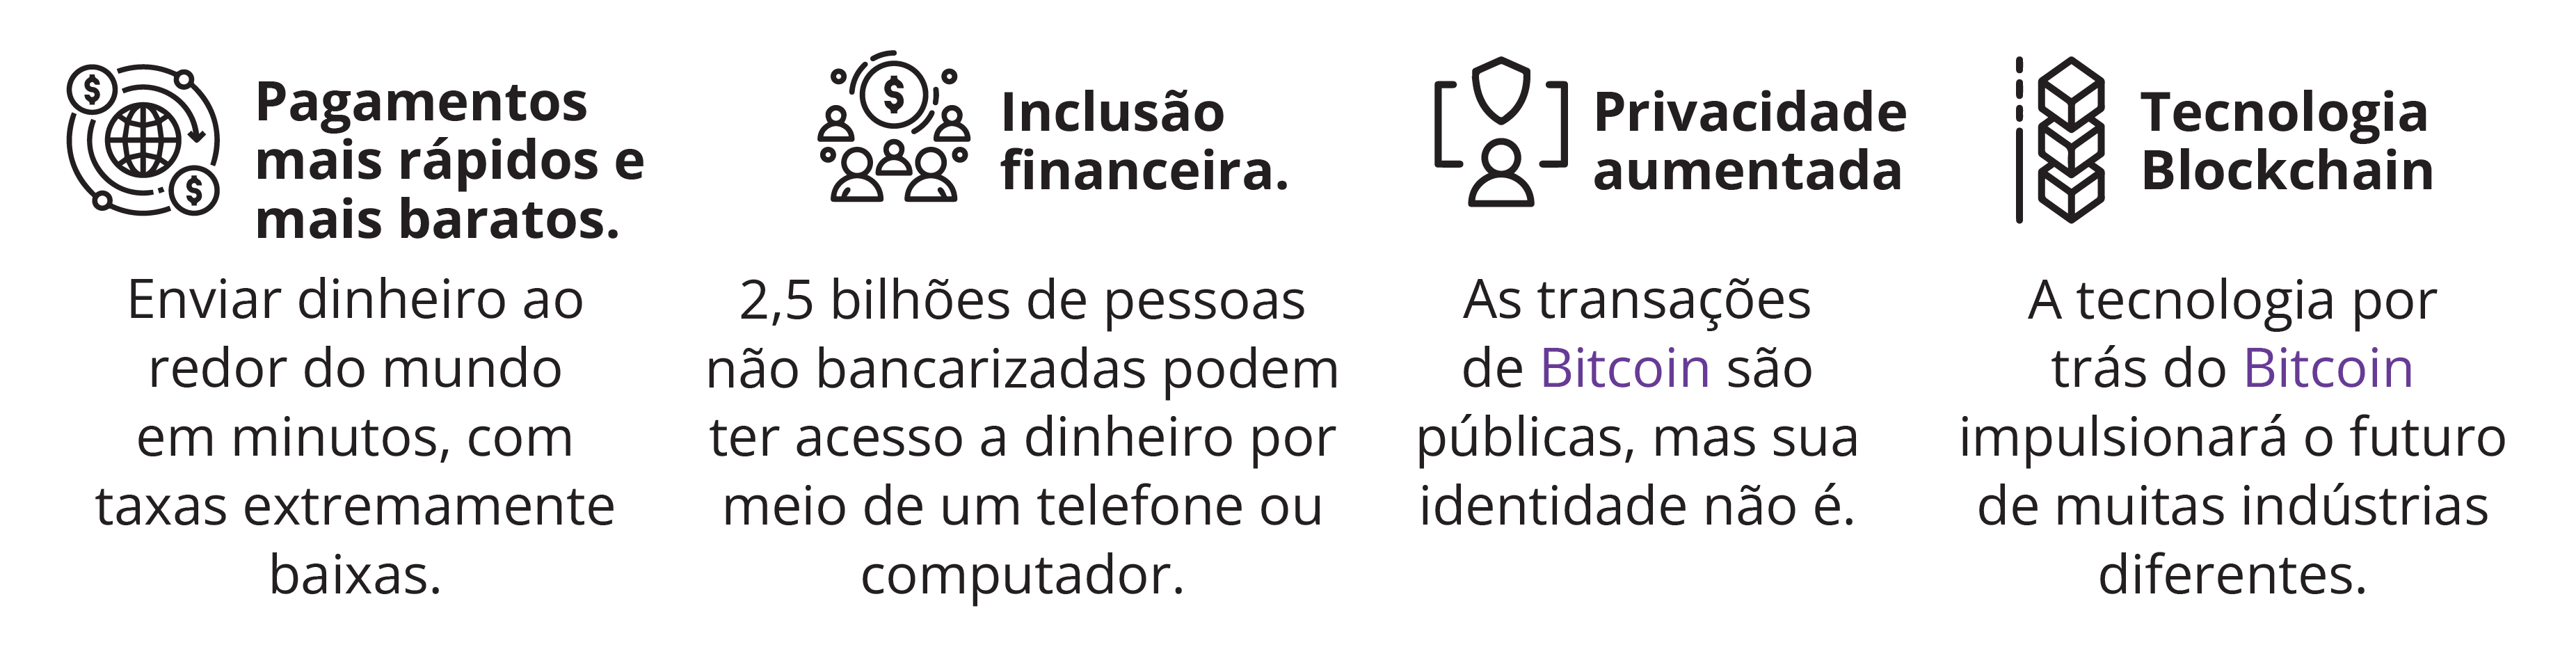 Pagamentos
mais rápidos e
mais baratos.
Enviar dinheiro ao
redor do mundo
em minutos, com
taxas extremamente
baixas.
Inclusão
financeira.
2,5 bilhões de pessoas
não bancarizadas podem
ter acesso a dinheiro por
meio de um telefone ou
computador.
Privacidade
aumentada
As transações
de Bitcoin são
públicas, mas sua
identidade não é.
Tecnologia
Blockchain
A tecnologia por
trás do Bitcoin
impulsionará o futuro
de muitas indústrias
diferentes.